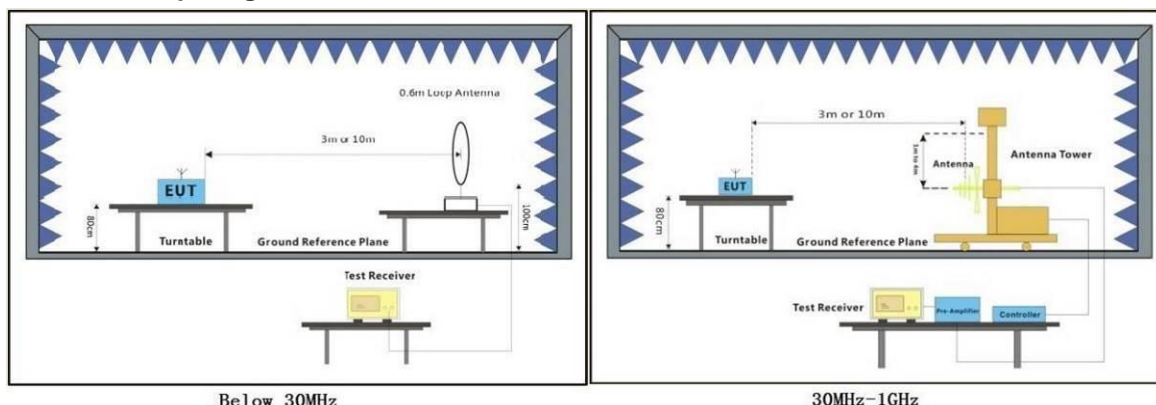 0.6m Loop Antenna
3m or 10m
EUT
80cm
100cm
Turntable
Ground Reference Plane
Test Receiver
Below 30MHz
3m or 10m
1m to 4m
Antenna
Antenna Tower
EUT
80cm
Turntable
Ground Reference Plane
Test Receiver
Pre-Amplifier
Controller
30MHz-1GHz